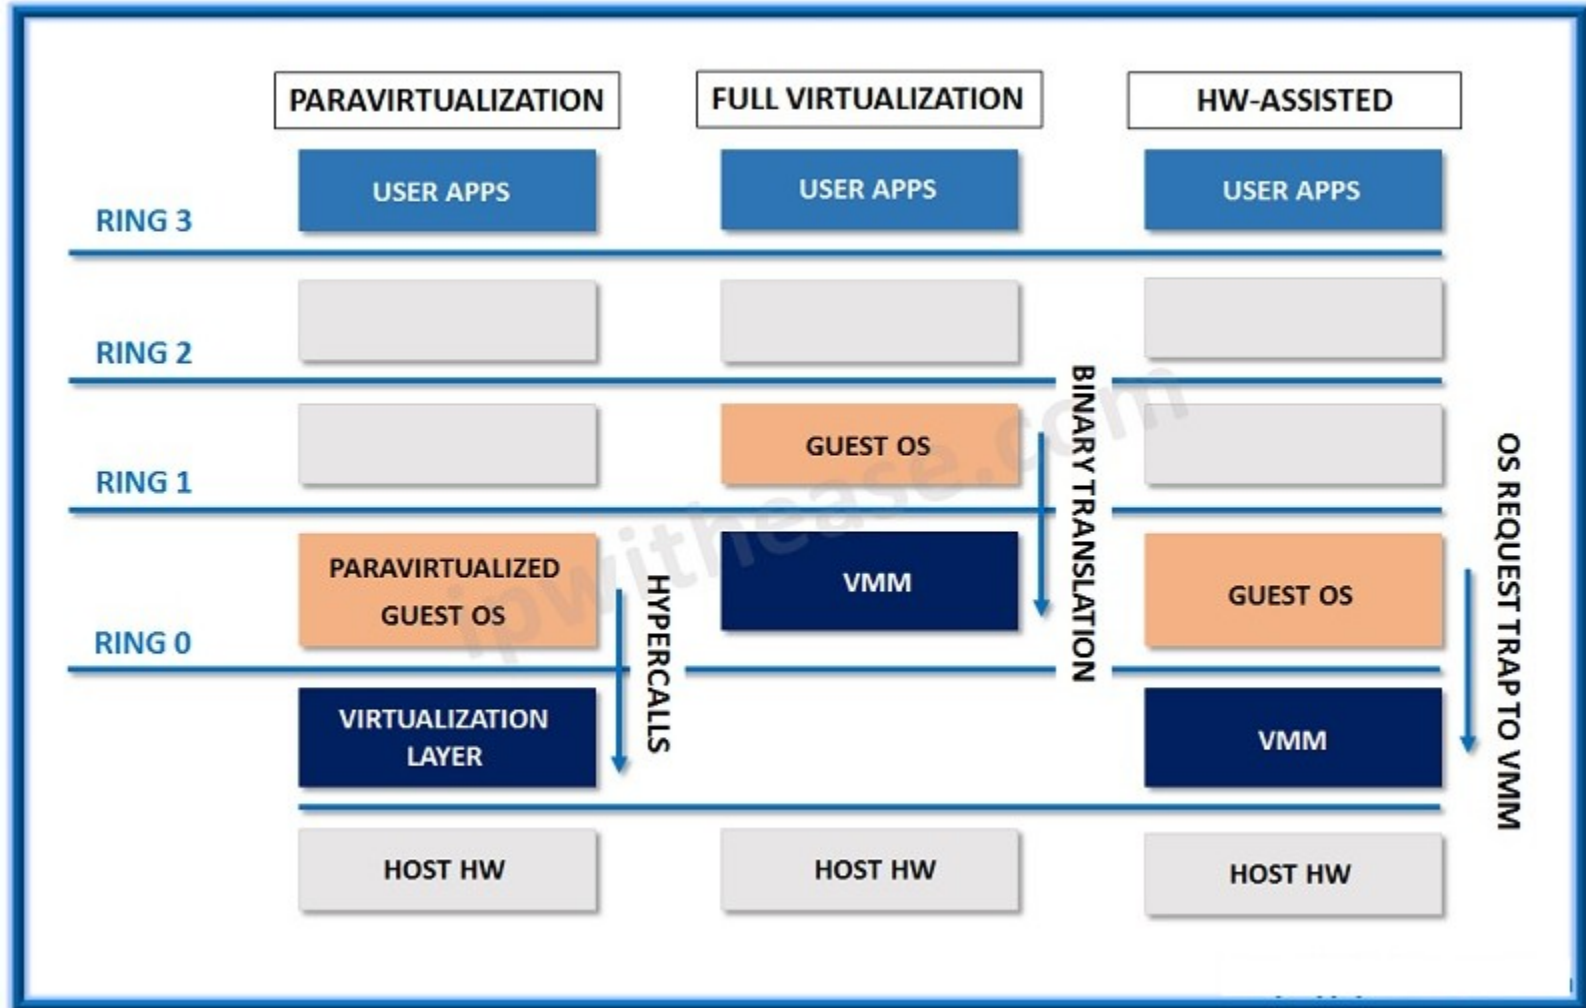 PARAVIRTUALIZATION
FULL VIRTUALIZATION
HW-ASSISTED
USER APPS
USER APPS
USER APPS
RING 3
RING 2
RING 1
GUEST OS
BINARY TRANSLATION
RING 0
PARAVIRTUALIZED
GUEST OS
HYPERCALLS
VMM
GUEST OS
OS REQUEST TRAP TO VMM
VIRTUALIZATION
LAYER
VMM
HOST HW
HOST HW
HOST HW
ipwithease.com